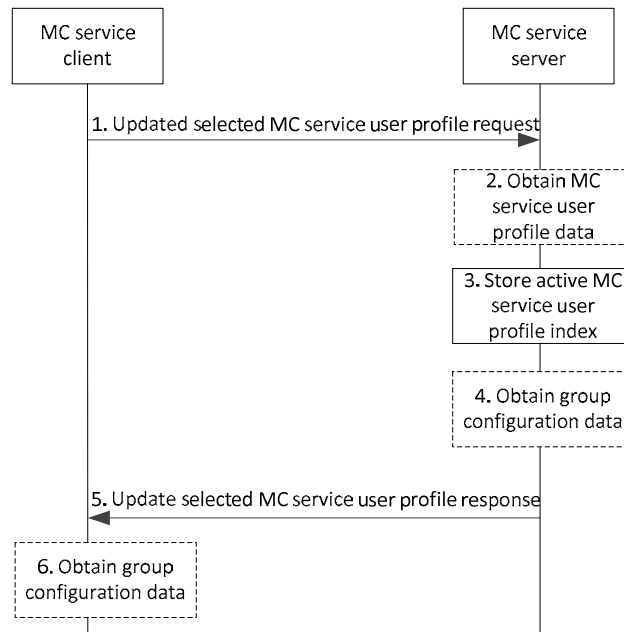 MC service
client
MC service
server
1. Updated selected MC service user profile request
2. Obtain MC
service user
profile data
3. Store active MC
service user
profile index
4. Obtain group
configuration data
5. Update selected MC service user profile response
6. Obtain group
configuration data